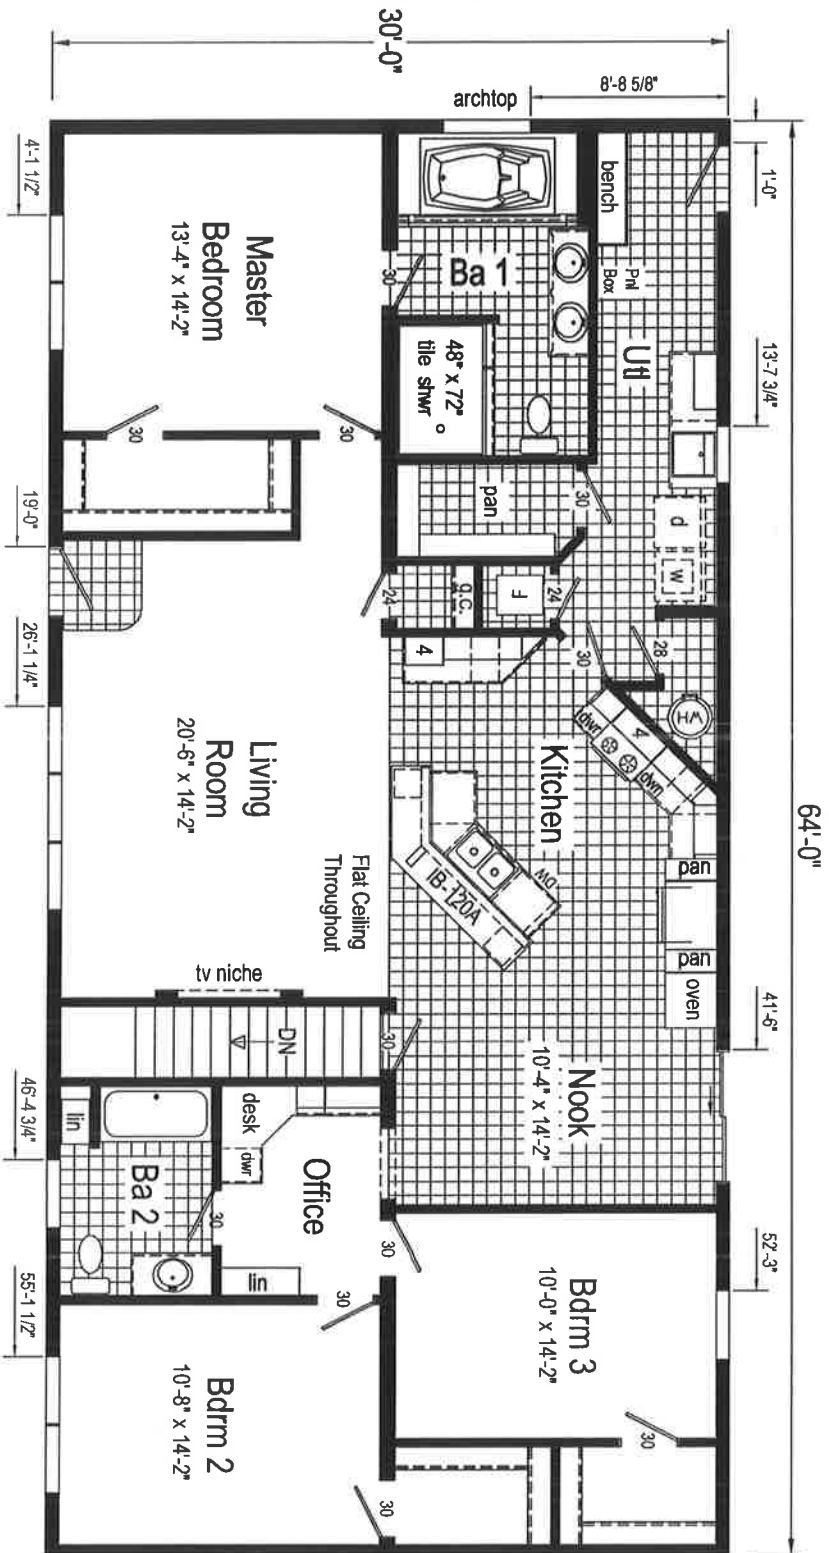 64'-0"
30'-0"
8'-8 5/8"
1'-0"
13'-7 3/4"
41'-6"
52'-3"
archtop
bench
Pnl
Box
Utl
d
w
28
WH
Ba 1
30
48" x 72"
tile shwr
pan
30
g.c.
24
F
24
30
4
dwr
4
dwn
Kitchen
DW
IB-120A
pan
pan
oven
Nook
10'-4" x 14'-2"
Bdrm 3
10'-0" x 14'-2"
30
30
Master
Bedroom
13'-4" x 14'-2"
30
30
Living
Room
20'-6" x 14'-2"
Flat Ceiling
Throughout
tv niche
DN
30
desk
dwr
Office
lin
30
lin
Ba 2
30
Bdrm 2
10'-8" x 14'-2"
30
4'-1 1/2"
19'-0"
26'-1 1/4"
46'-4 3/4"
55'-1 1/2"